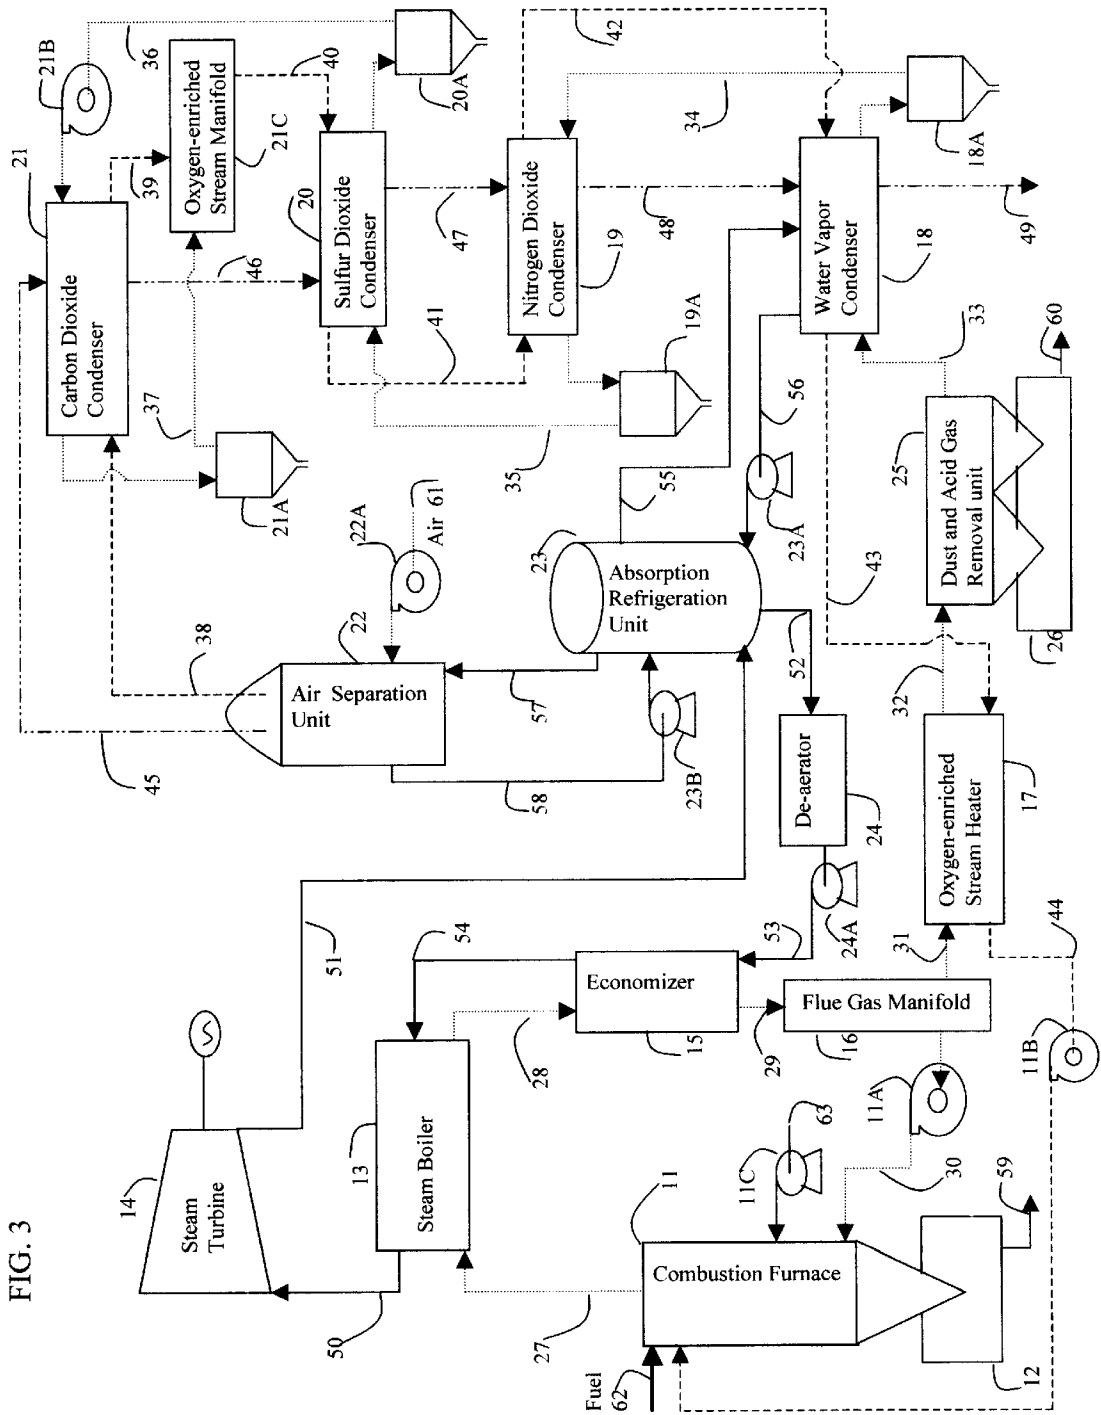 FIG. 3
21B
36
40
42
Oxygen-enriched
Stream Manifold
21C
20A
21
39
34
18A
Carbon Dioxide
Condenser
46
20
Sulfur Dioxide
Condenser
47
Nitrogen Dioxide
Condenser
19
48
Water Vapor
Condenser
18
49
37
41
19A
33
60
21A
35
56
25
Dust and Acid Gas
Removal unit
26
22A
Air 61
55
23A
23
Absorption
Refrigeration
Unit
43
38
22
Air Separation
Unit
57
52
32
45
58
23B
De-aerator
24
Oxygen-enriched
Stream Heater
17
24A
51
54
53
31
44
Economizer
15
Flue Gas Manifold
16
28
29
11B
14
Steam
Turbine
13
Steam Boiler
11A
63
11C
30
59
11
Combustion Furnace
50
27
Fuel
62
12